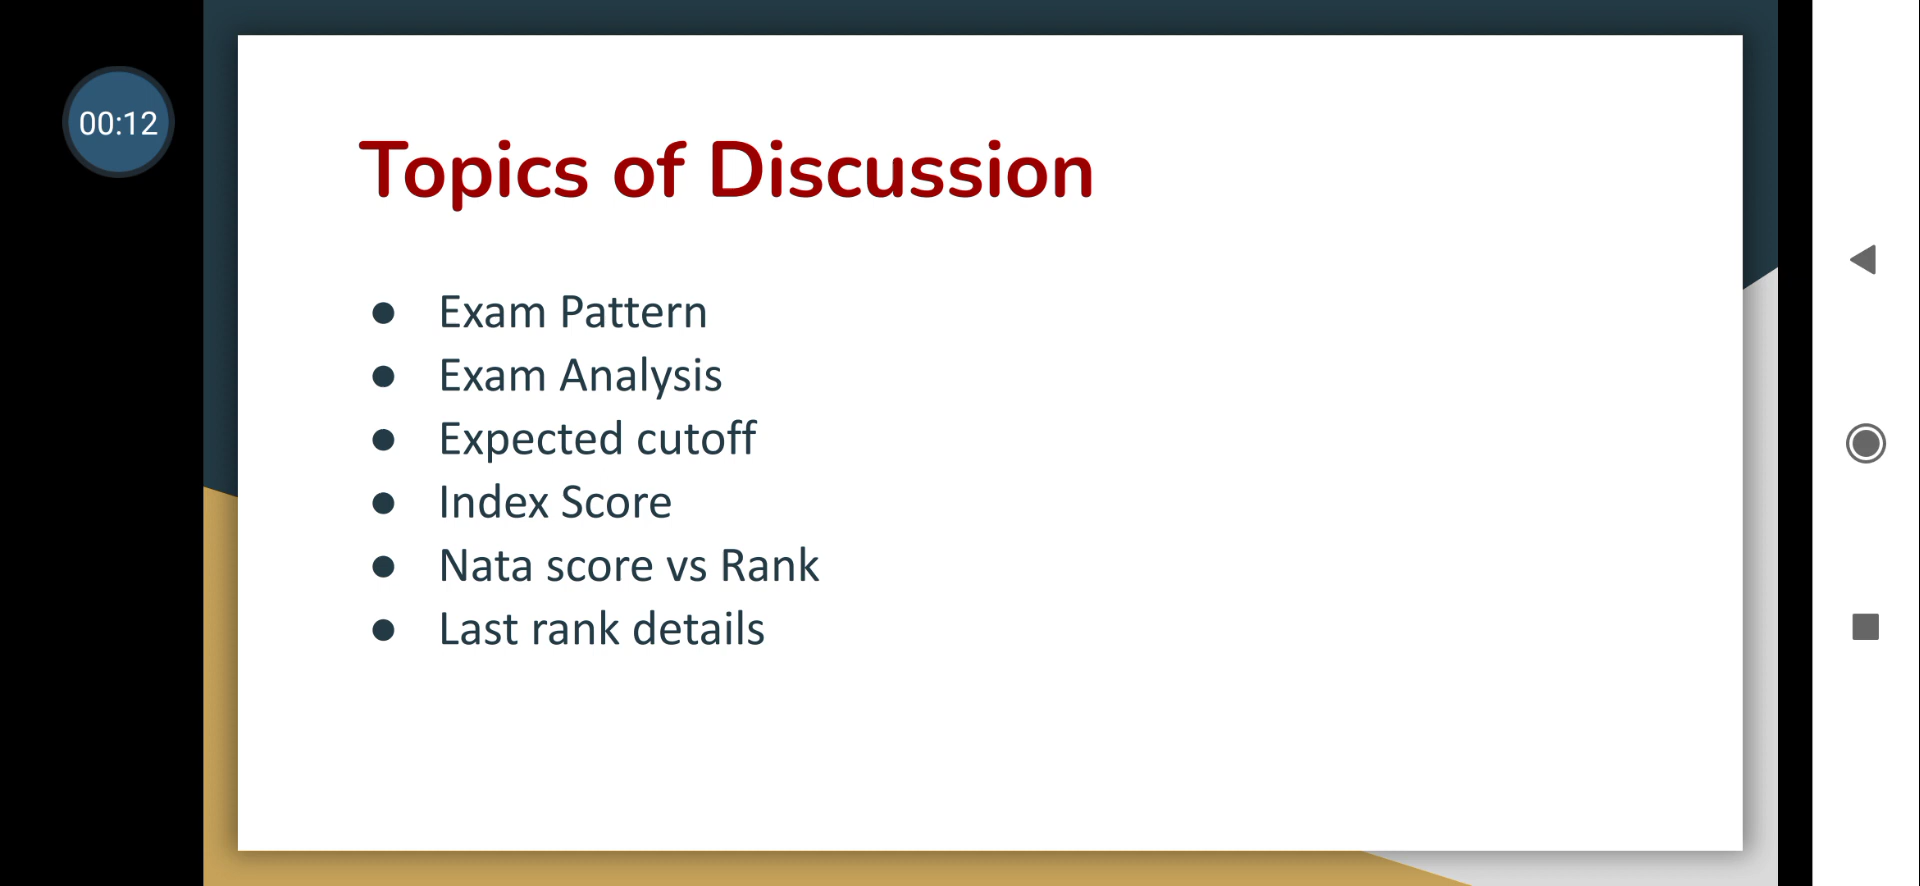 00:12
Topics of Discussion
● Exam Pattern
● Exam Analysis
● Expected cutoff
● Index Score
● Nata score vs Rank
● Last rank details